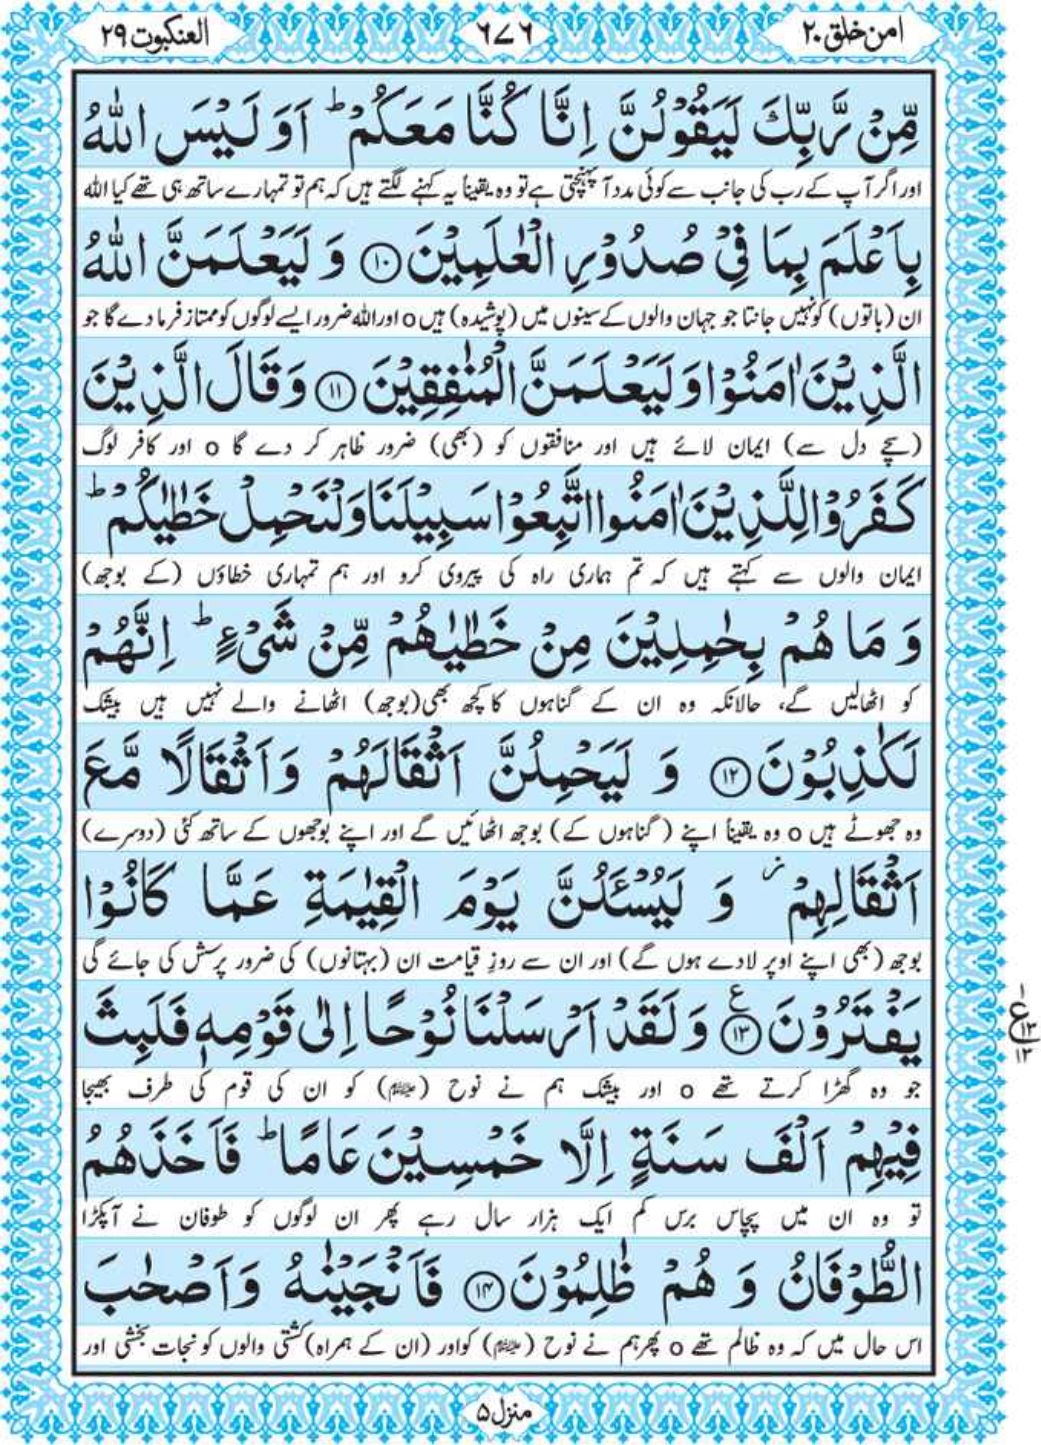 امن خلق ۲۰
۶۷۶
العنکبوت ۲۹
مِّنْ رَّبِّكَ لَيَقُوْلُنَّ اِنَّا كُنَّا مَعَكُمْ ؕ اَوَ لَيْسَ اللّٰهُ
اور اگر آپ کے رب کی جانب سے کوئی مدد آ پہنچتی ہے تو وہ یقیناً یہ کہنے لگتے ہیں کہ ہم تو تمہارے ساتھ ہی تھے کیا اللہ
بِاَعْلَمَ بِمَا فِيْ صُدُوْرِ الْعٰلَمِيْنَ ۝۱۰ وَ لَيَعْلَمَنَّ اللّٰهُ
ان (باتوں) کو نہیں جانتا جو جہان والوں کے سینوں میں (پوشیدہ) ہیں o اور اللہ ضرور ایسے لوگوں کو ممتاز فرما دے گا جو
الَّذِيْنَ اٰمَنُوْا وَ لَيَعْلَمَنَّ الْمُنٰفِقِيْنَ ۝۱۱ وَ قَالَ الَّذِيْنَ
(سچے دل سے) ایمان لائے ہیں اور منافقوں کو (بھی) ضرور ظاہر کر دے گا o اور کافر لوگ
كَفَرُوْا لِلَّذِيْنَ اٰمَنُوا اتَّبِعُوْا سَبِيْلَنَا وَ لْنَحْمِلْ خَطٰيٰكُمْ ؕ
ایمان والوں سے کہتے ہیں کہ تم ہماری راہ کی پیروی کرو اور ہم تمہاری خطاؤں (کے بوجھ)
وَ مَا هُمْ بِحٰمِلِيْنَ مِنْ خَطٰيٰهُمْ مِّنْ شَيْءٍ ؕ اِنَّهُمْ
کو اٹھالیں گے، حالانکہ وہ ان کے گناہوں کا کچھ بھی (بوجھ) اٹھانے والے نہیں ہیں بیشک
لَكٰذِبُوْنَ ۝۱۲ وَ لَيَحْمِلُنَّ اَثْقَالَهُمْ وَ اَثْقَالًا مَّعَ
وہ جھوٹے ہیں o وہ یقیناً اپنے (گناہوں کے) بوجھ اٹھائیں گے اور اپنے بوجھوں کے ساتھ کئی (دوسرے)
اَثْقَالِهِمْ ؗ وَ لَيُسْـَٔلُنَّ يَوْمَ الْقِيٰمَةِ عَمَّا كَانُوْا
بوجھ (بھی اپنے اوپر لادے ہوں گے) اور ان سے روزِ قیامت ان (بہتانوں) کی ضرور پرسش کی جائے گی
يَفْتَرُوْنَ ۝۱۳ ع وَ لَقَدْ اَرْسَلْنَا نُوْحًا اِلٰى قَوْمِهٖ فَلَبِثَ
۱ ع ۱۳ ۱۳
جو وہ گھڑا کرتے تھے o اور بیشک ہم نے نوح (علیہ السلام) کو ان کی قوم کی طرف بھیجا
فِيْهِمْ اَلْفَ سَنَةٍ اِلَّا خَمْسِيْنَ عَامًا ؕ فَاَخَذَهُمُ
تو وہ ان میں پچاس برس کم ایک ہزار سال رہے پھر ان لوگوں کو طوفان نے آپکڑا
الطُّوْفَانُ وَ هُمْ ظٰلِمُوْنَ ۝۱۴ فَاَنْجَيْنٰهُ وَ اَصْحٰبَ
اس حال میں کہ وہ ظالم تھے o پھر ہم نے نوح (علیہ السلام) کو اور (ان کے ہمراہ) کشتی والوں کو نجات بخشی اور
منزل ۵